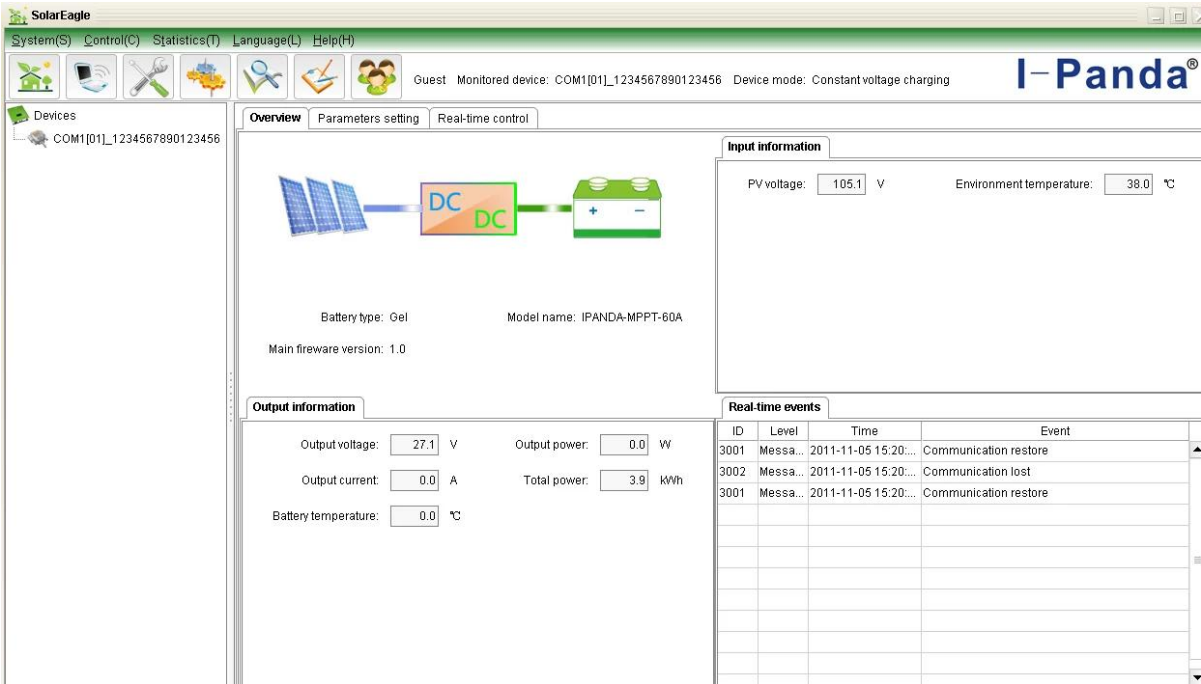 SolarEagle
System(S) Control(C) Statistics(T) Language(L) Help(H)
Guest Monitored device: COM1[01]_1234567890123456 Device mode: Constant voltage charging
I-Panda®
Devices
COM1[01]_1234567890123456
Overview Parameters setting Real-time control
DC
DC
+ −
Battery type: Gel Model name: IPANDA-MPPT-60A
Main fireware version: 1.0
Input information
PV voltage: 105.1 V Environment temperature: 38.0 ℃
Output information
Output voltage: 27.1 V Output power: 0.0 W
Output current: 0.0 A Total power: 3.9 kWh
Battery temperature: 0.0 ℃
Real-time events
ID Level Time Event
3001 Messa... 2011-11-05 15:20:... Communication restore
3002 Messa... 2011-11-05 15:20:... Communication lost
3001 Messa... 2011-11-05 15:20:... Communication restore